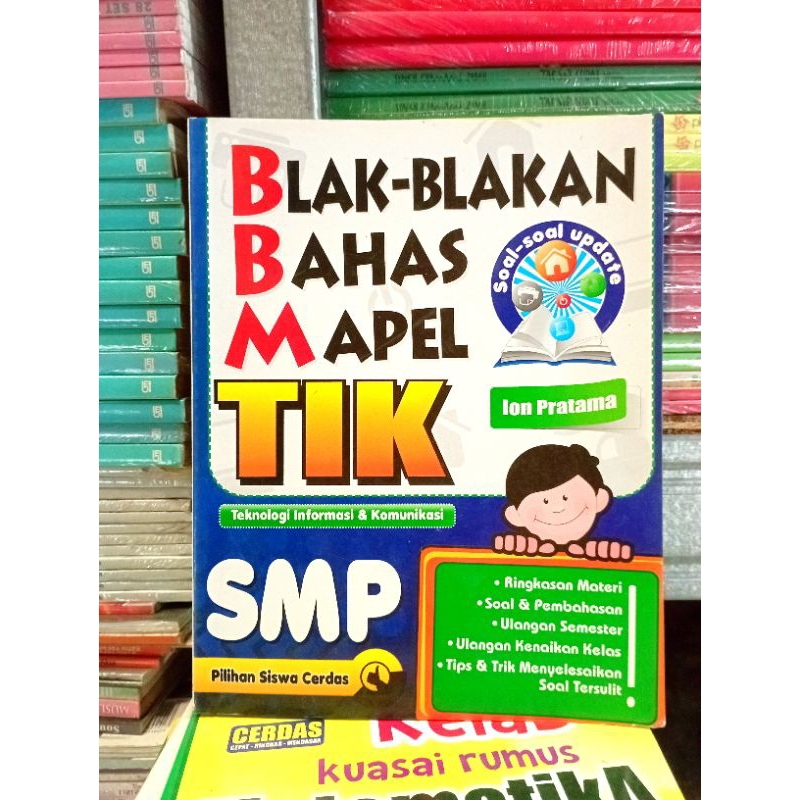 BLAK-BLAKAN
BAHAS
MAPEL
TIK
Soal-soal update
Ion Pratama
Teknologi Informasi & Komunikasi
SMP
Pilihan Siswa Cerdas
• Ringkasan Materi
• Soal & Pembahasan
• Ulangan Semester
• Ulangan Kenaikan Kelas
• Tips & Trik Menyelesaikan
Soal Tersulit
CERDAS
kuasai rumus